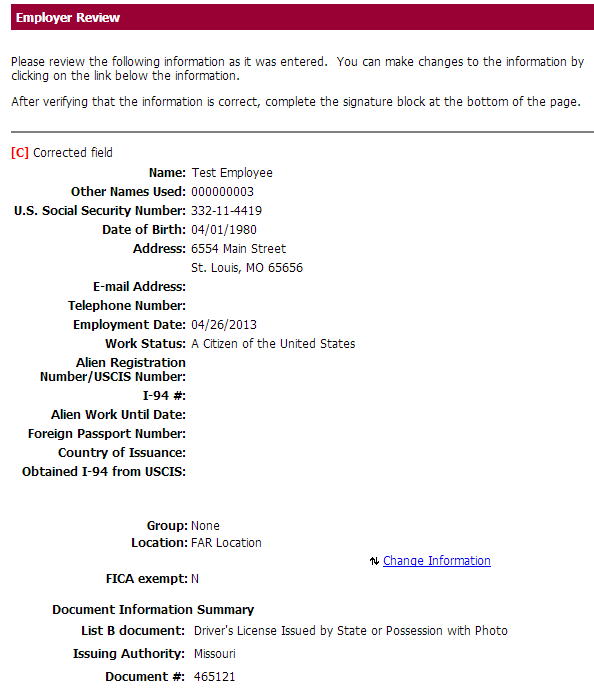 Employer Review
Please review the following information as it was entered. You can make changes to the information by
clicking on the link below the information.
After verifying that the information is correct, complete the signature block at the bottom of the page.
[C] Corrected field
Name: Test Employee
Other Names Used: 000000003
U.S. Social Security Number: 332-11-4419
Date of Birth: 04/01/1980
Address: 6554 Main Street
St. Louis, MO 65656
E-mail Address:
Telephone Number:
Employment Date: 04/26/2013
Work Status: A Citizen of the United States
Alien Registration
Number/USCIS Number:
I-94 #:
Alien Work Until Date:
Foreign Passport Number:
Country of Issuance:
Obtained I-94 from USCIS:
Group: None
Location: FAR Location
Change Information
FICA exempt: N
Document Information Summary
List B document: Driver's License Issued by State or Possession with Photo
Issuing Authority: Missouri
Document #: 465121